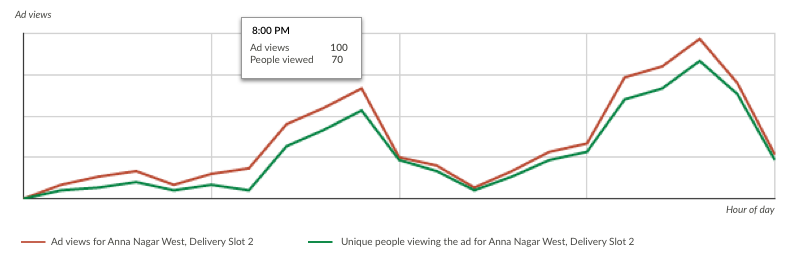 Ad views
8:00 PM
Ad views 100
People viewed 70
Hour of day
Ad views for Anna Nagar West, Delivery Slot 2
Unique people viewing the ad for Anna Nagar West, Delivery Slot 2